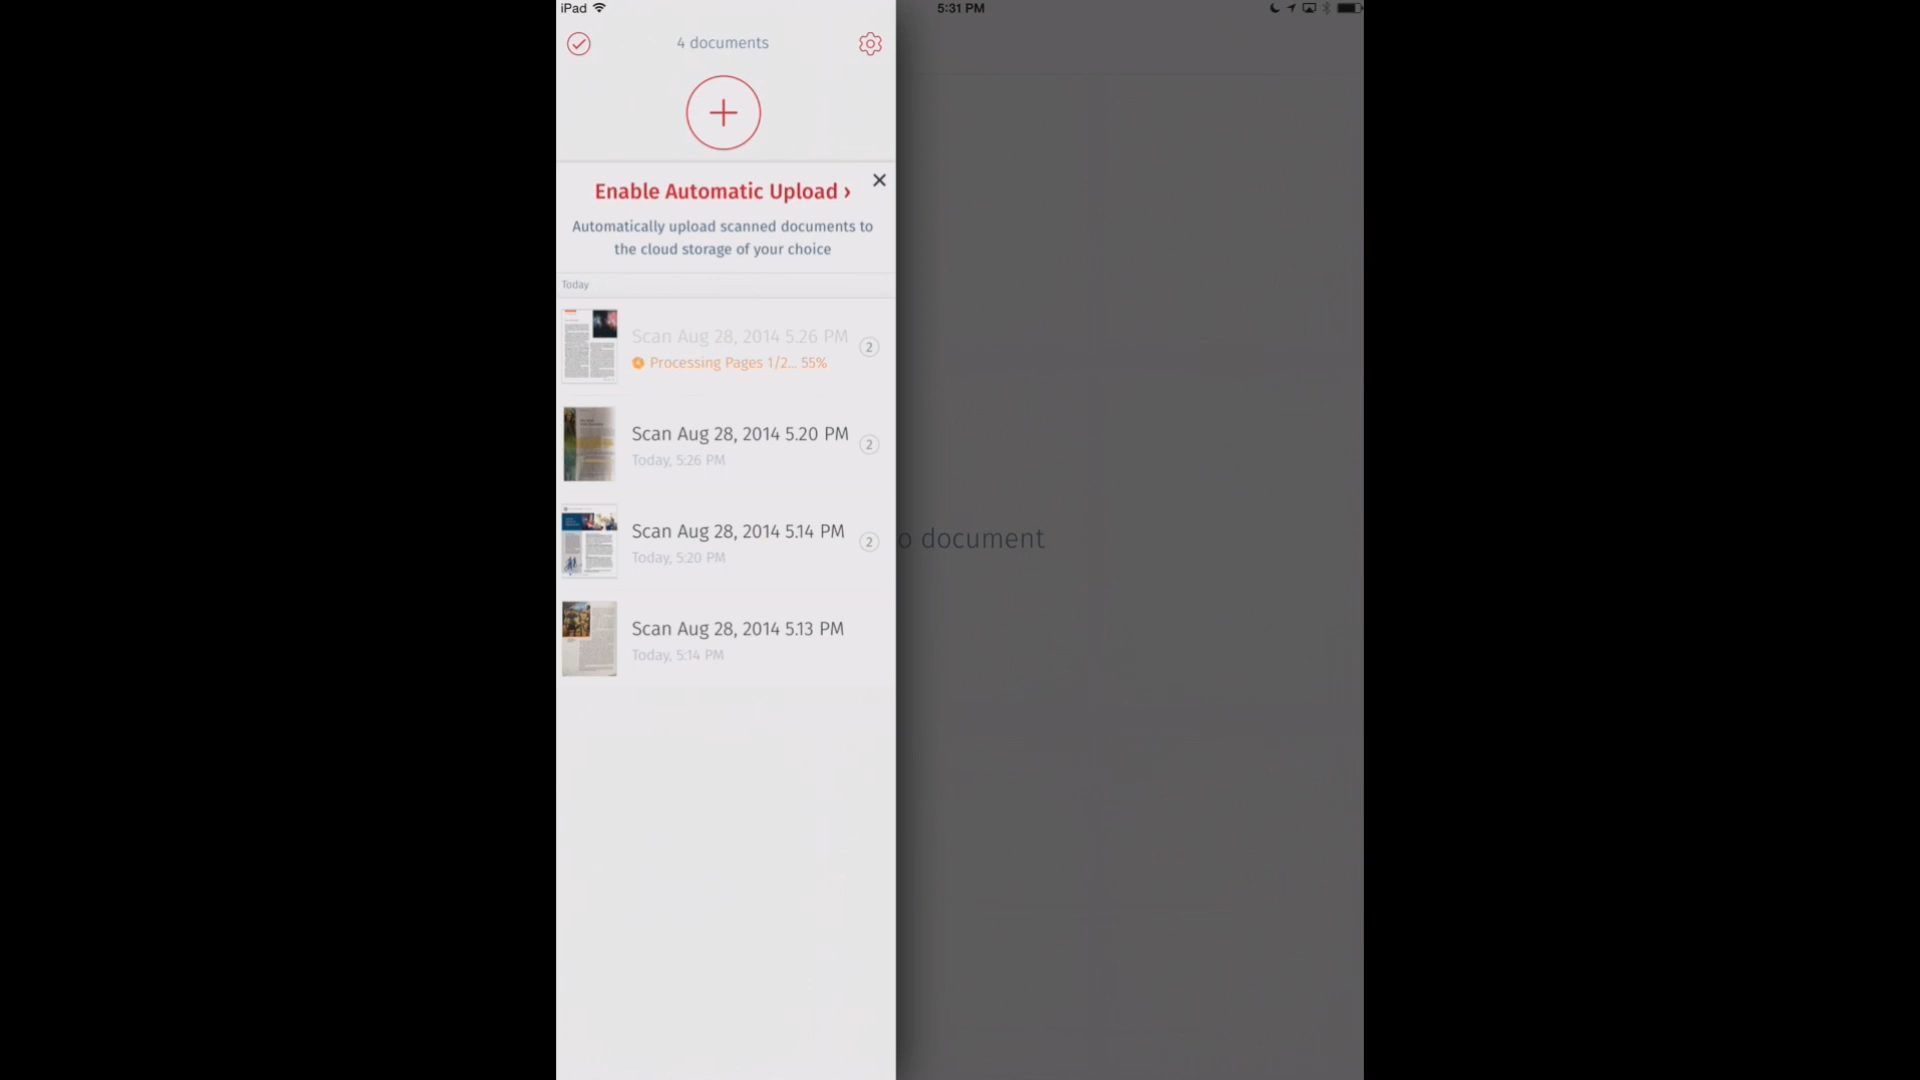 iPad
5:31 PM
4 documents
Enable Automatic Upload ›
Automatically upload scanned documents to
the cloud storage of your choice
Today
Scan Aug 28, 2014 5.26 PM
2
Processing Pages 1/2... 55%
Scan Aug 28, 2014 5.20 PM
2
Today, 5:26 PM
o document
Scan Aug 28, 2014 5.14 PM
2
Today, 5:20 PM
Scan Aug 28, 2014 5.13 PM
Today, 5:14 PM